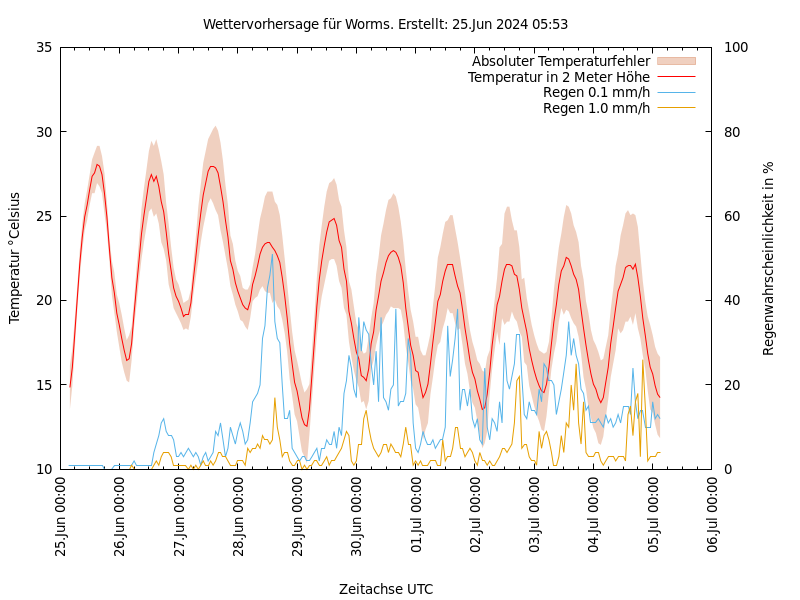 Wettervorhersage für Worms. Erstellt: 25.Jun 2024 05:53
35
30
25
20
15
10
100
80
60
40
20
0
Absoluter Temperaturfehler
Temperatur in 2 Meter Höhe
Regen 0.1 mm/h
Regen 1.0 mm/h
Temperatur °Celsius
Regenwahrscheinlichkeit in %
25.Jun 00:00
26.Jun 00:00
27.Jun 00:00
28.Jun 00:00
29.Jun 00:00
30.Jun 00:00
01.Jul 00:00
02.Jul 00:00
03.Jul 00:00
04.Jul 00:00
05.Jul 00:00
06.Jul 00:00
Zeitachse UTC